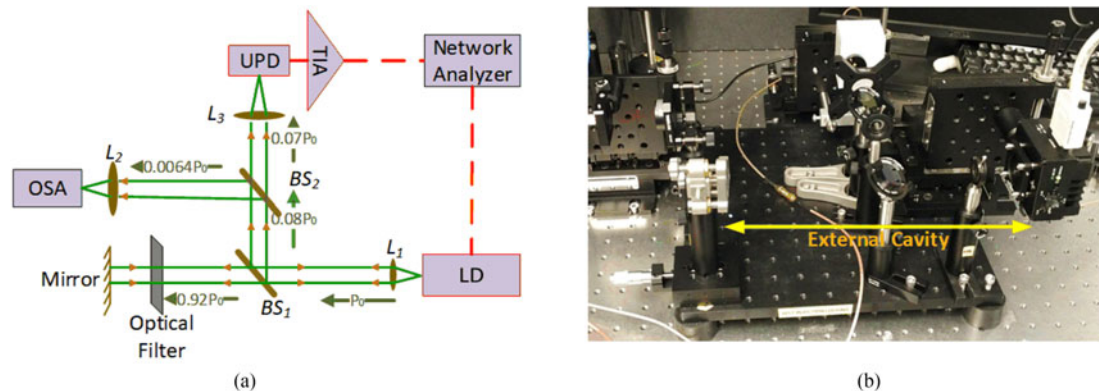 UPD
TIA
Network
Analyzer
L3
0.07P₀
L2
0.0064P₀
BS2
OSA
0.08P₀
L1
Mirror
LD
0.92P₀
BS1
P₀
Optical
Filter
External Cavity
(a)
(b)